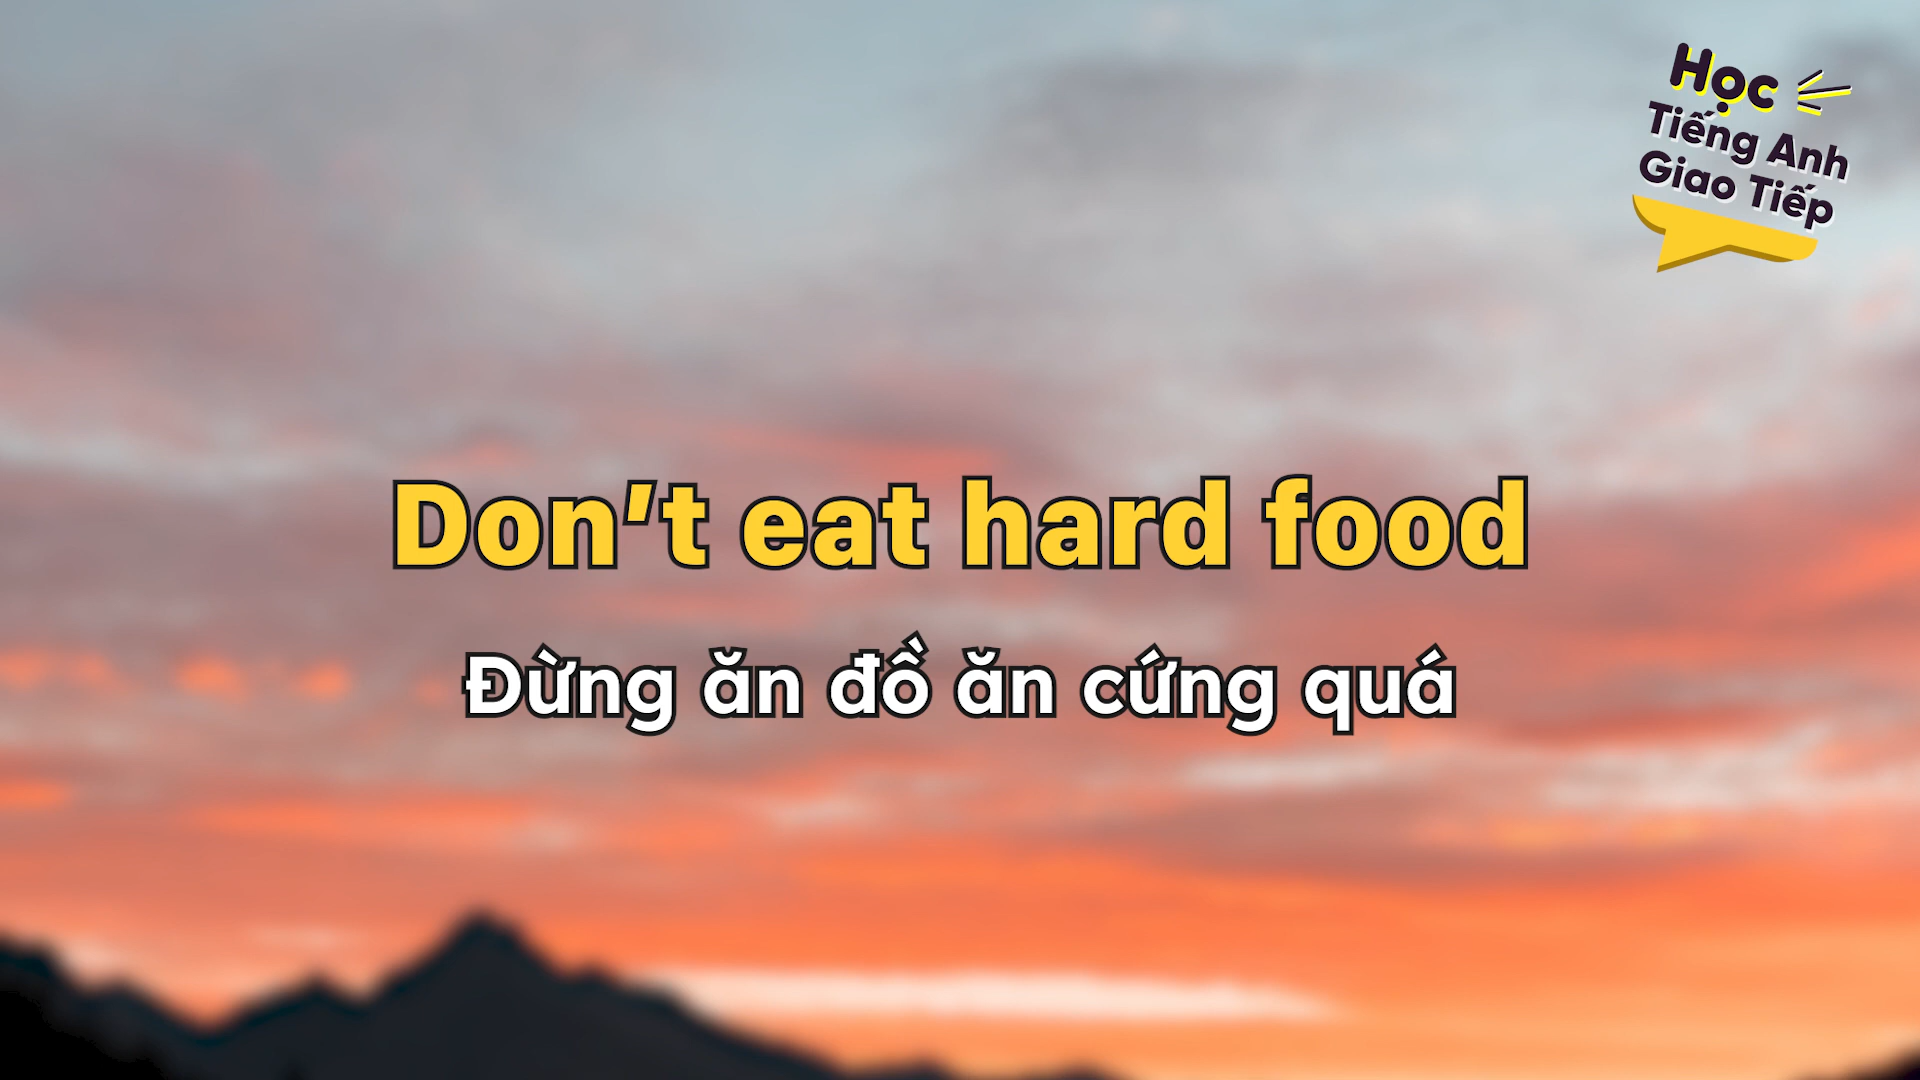 Học
Tiếng Anh
Giao Tiếp
Don’t eat hard food
Đừng ăn đồ ăn cứng quá